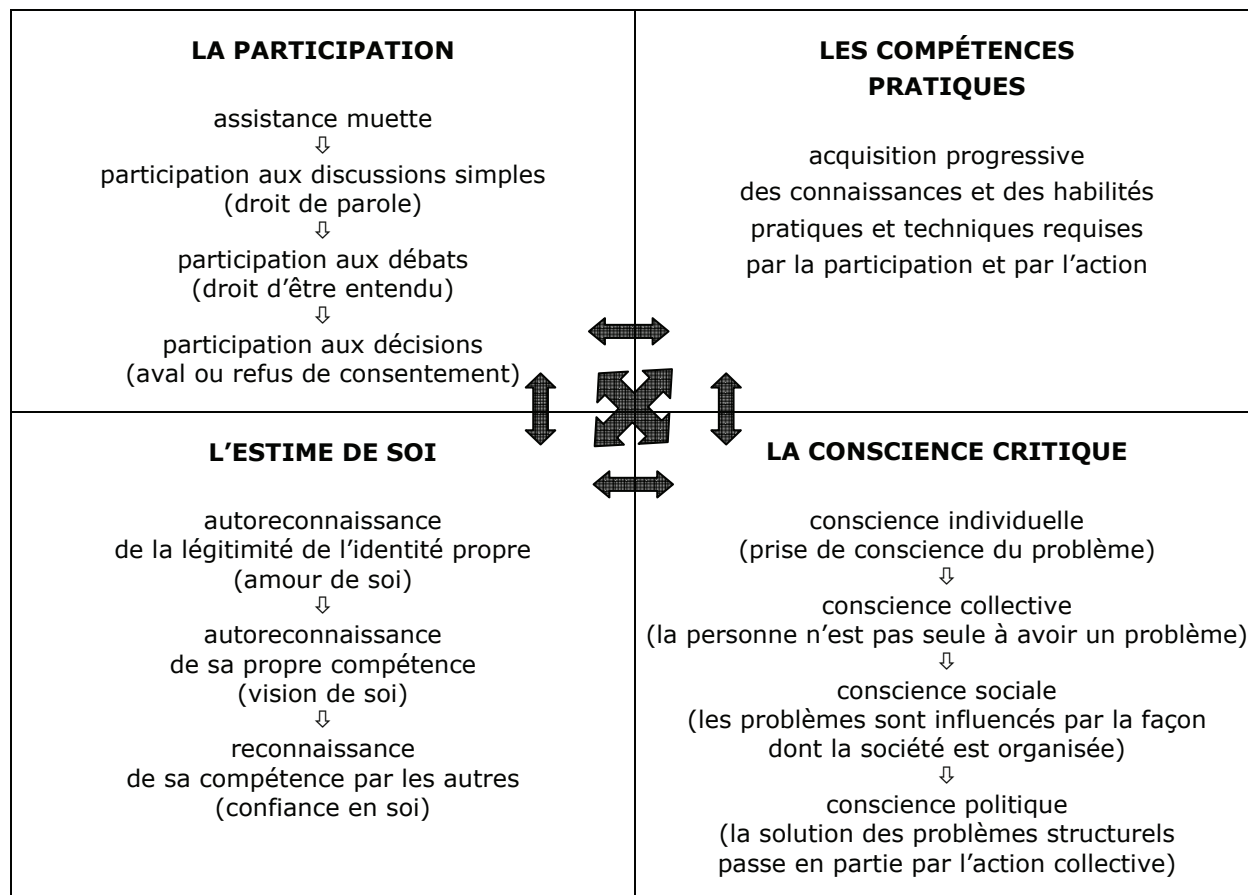 LA PARTICIPATION
assistance muette
⇩
participation aux discussions simples
(droit de parole)
⇩
participation aux débats
(droit d’être entendu)
⇩
participation aux décisions
(aval ou refus de consentement)
LES COMPÉTENCES
PRATIQUES
acquisition progressive
des connaissances et des habilités
pratiques et techniques requises
par la participation et par l’action
L’ESTIME DE SOI
autoreconnaissance
de la légitimité de l’identité propre
(amour de soi)
⇩
autoreconnaissance
de sa propre compétence
(vision de soi)
⇩
reconnaissance
de sa compétence par les autres
(confiance en soi)
LA CONSCIENCE CRITIQUE
conscience individuelle
(prise de conscience du problème)
⇩
conscience collective
(la personne n’est pas seule à avoir un problème)
⇩
conscience sociale
(les problèmes sont influencés par la façon
dont la société est organisée)
⇩
conscience politique
(la solution des problèmes structurels
passe en partie par l’action collective)